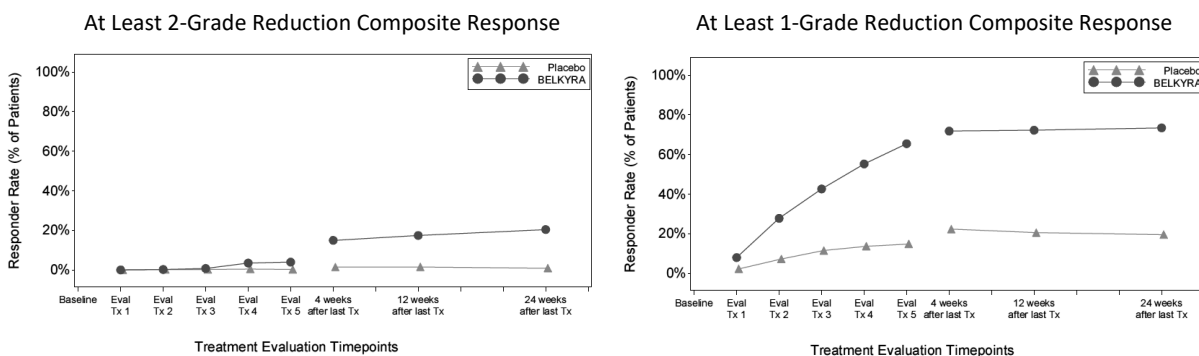 At Least 2-Grade Reduction Composite Response
Responder Rate (% of Patients)
100%
80%
60%
40%
20%
0%
Placebo
BELKYRA
Baseline
Eval Tx 1
Eval Tx 2
Eval Tx 3
Eval Tx 4
Eval Tx 5
4 weeks after last Tx
12 weeks after last Tx
24 weeks after last Tx
Treatment Evaluation Timepoints
At Least 1-Grade Reduction Composite Response
Responder Rate (% of Patients)
100%
80%
60%
40%
20%
0%
Placebo
BELKYRA
Baseline
Eval Tx 1
Eval Tx 2
Eval Tx 3
Eval Tx 4
Eval Tx 5
4 weeks after last Tx
12 weeks after last Tx
24 weeks after last Tx
Treatment Evaluation Timepoints